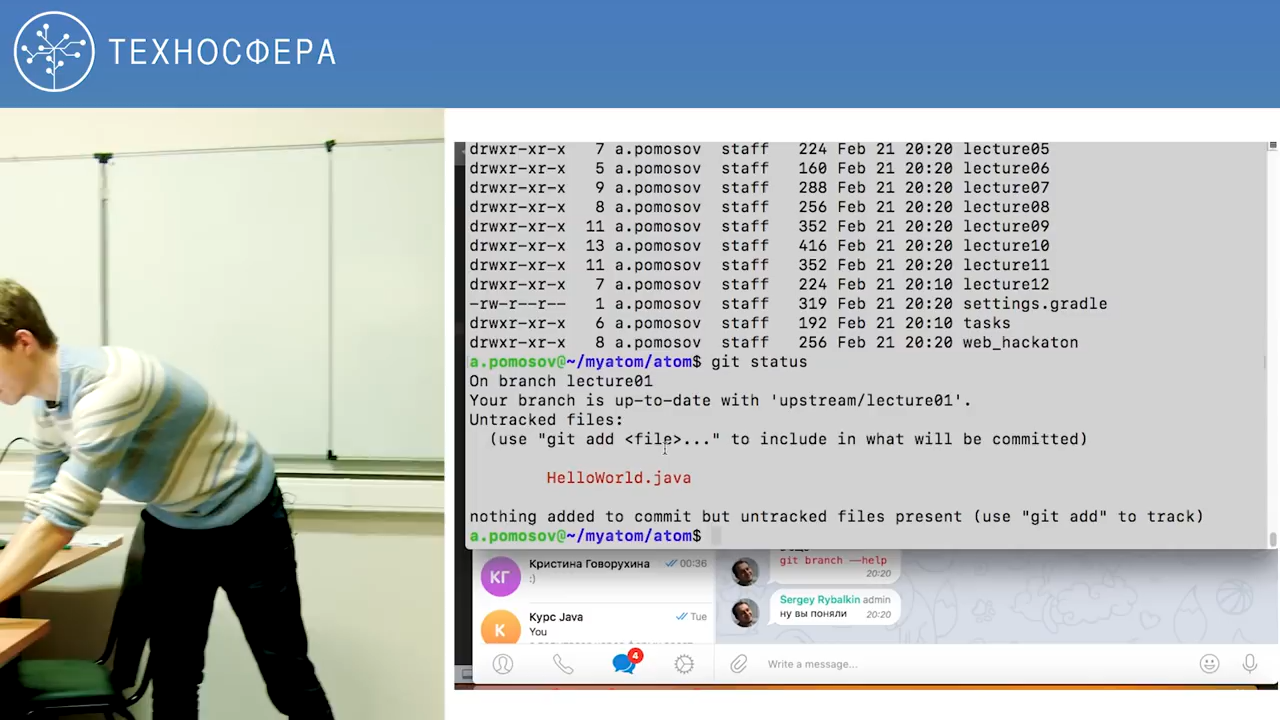 ТЕХНОСФЕРА
drwxr-xr-x 7 a.pomosov staff 224 Feb 21 20:20 lecture05
drwxr-xr-x 5 a.pomosov staff 160 Feb 21 20:20 lecture06
drwxr-xr-x 9 a.pomosov staff 288 Feb 21 20:20 lecture07
drwxr-xr-x 8 a.pomosov staff 256 Feb 21 20:20 lecture08
drwxr-xr-x 11 a.pomosov staff 352 Feb 21 20:20 lecture09
drwxr-xr-x 13 a.pomosov staff 416 Feb 21 20:20 lecture10
drwxr-xr-x 11 a.pomosov staff 352 Feb 21 20:20 lecture11
drwxr-xr-x 7 a.pomosov staff 224 Feb 21 20:10 lecture12
-rw-r--r-- 1 a.pomosov staff 319 Feb 21 20:20 settings.gradle
drwxr-xr-x 6 a.pomosov staff 192 Feb 21 20:10 tasks
drwxr-xr-x 8 a.pomosov staff 256 Feb 21 20:20 web_hackaton
a.pomosov@~/myatom/atom$ git status
On branch lecture01
Your branch is up-to-date with 'upstream/lecture01'.
Untracked files:
(use "git add <file>..." to include in what will be committed)
HelloWorld.java
nothing added to commit but untracked files present (use "git add" to track)
a.pomosov@~/myatom/atom$
КГ
Кристина Говорухина 00:36
:)
К
Курс Java Tue
You
4
git branch --help
20:20
Sergey Rybalkin admin
ну вы поняли 20:20
Write a message...